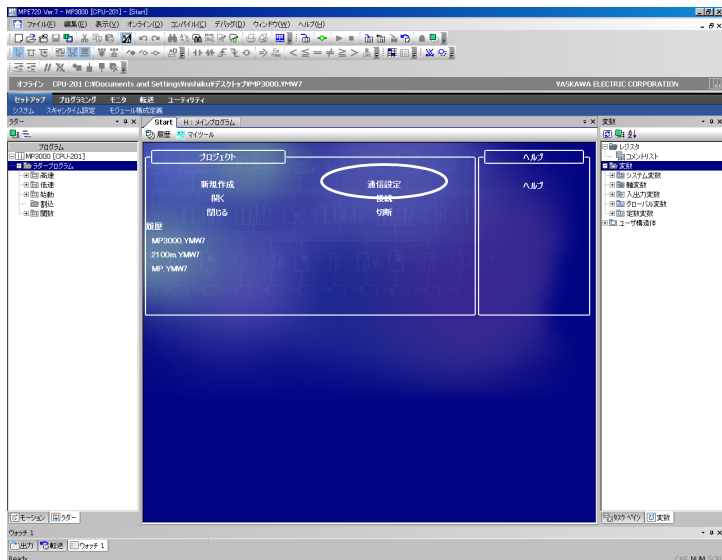 MPE720 Ver.7 - MP3000 [CPU-201] - [Start]
ファイル(F) 編集(E) 表示(V) オンライン(O) コンパイル(C) デバッグ(D) ウィンドウ(W) ヘルプ(H)
オフライン CPU-201 C:¥Documents and Settings¥nishiku¥デスクトップ¥MP3000.YMW7 YASKAWA ELECTRIC CORPORATION
セットアップ プログラミング モニタ 転送 ユーティリティ
システム スキャンタイム設定 モジュール構成定義
ラダー
Start H : メインプログラム
変数
履歴 マイツール
プログラム
MP3000 [CPU-201]
ラダープログラム
高速
低速
始動
割込
関数
プロジェクト
新規作成 通信設定
開く 接続
閉じる 切断
履歴
MP3000.YMW7
2100m.YMW7
MP.YMW7
ヘルプ
ヘルプ
レジスタ
コメントリスト
変数
システム変数
軸変数
入出力変数
グローバル変数
定数変数
ユーザ構造体
モーション ラダー
タスク ペイン 変数
ウォッチ 1
出力 転送 ウォッチ 1
Ready CAP NUM SCRL